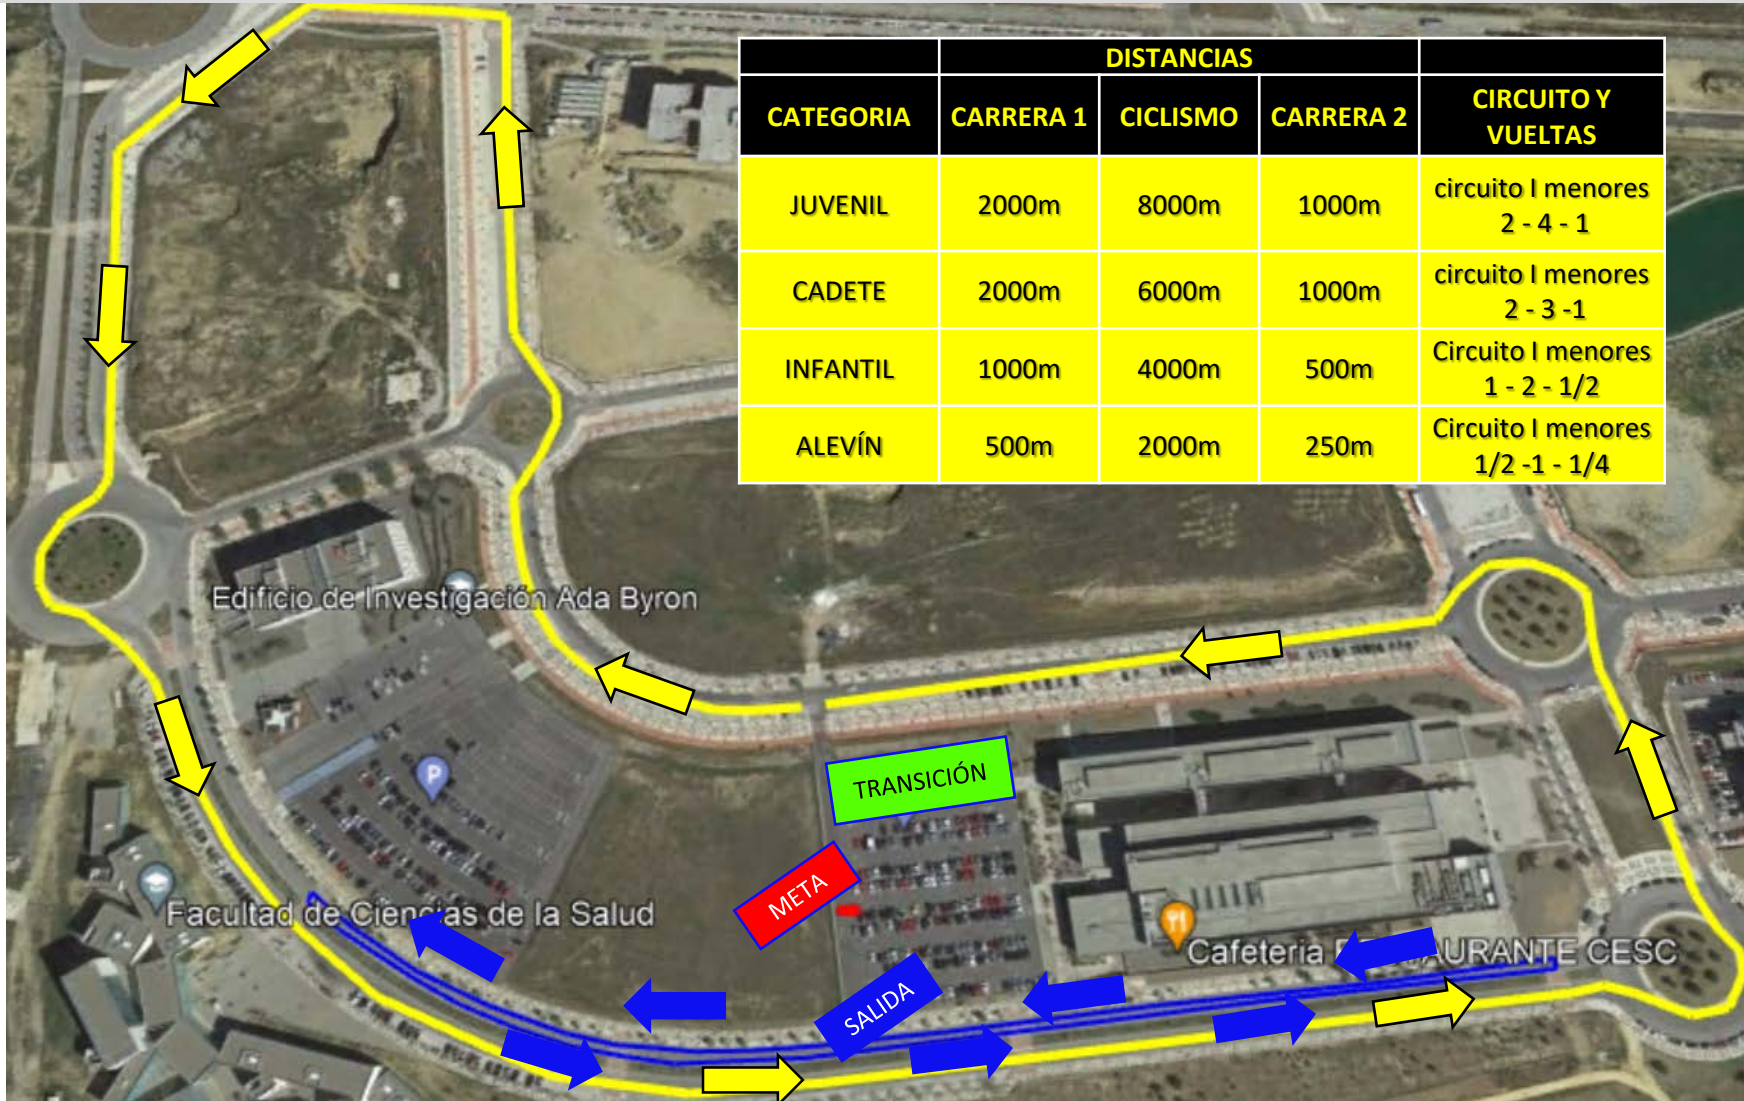 DISTANCIAS
CATEGORIA CARRERA 1 CICLISMO CARRERA 2 CIRCUITO Y
VUELTAS
JUVENIL 2000m 8000m 1000m circuito I menores
2 - 4 - 1
CADETE 2000m 6000m 1000m circuito I menores
2 - 3 -1
INFANTIL 1000m 4000m 500m Circuito I menores
1 - 2 - 1/2
ALEVÍN 500m 2000m 250m Circuito I menores
1/2 -1 - 1/4
Edificio de Investigación Ada Byron
TRANSICIÓN
P
META
Facultad de Ciencias de la Salud
Cafeteria CESC
SALIDA